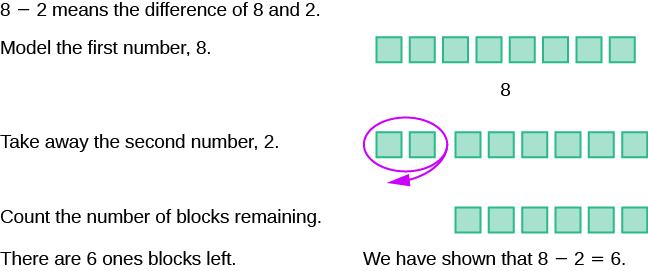 8 − 2 means the difference of 8 and 2.
Model the first number, 8.
8
Take away the second number, 2.
Count the number of blocks remaining.
There are 6 ones blocks left.
We have shown that 8 − 2 = 6.